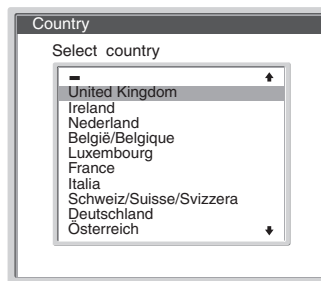 Country
Select country
–
United Kingdom
Ireland
Nederland
België/Belgique
Luxembourg
France
Italia
Schweiz/Suisse/Svizzera
Deutschland
Österreich